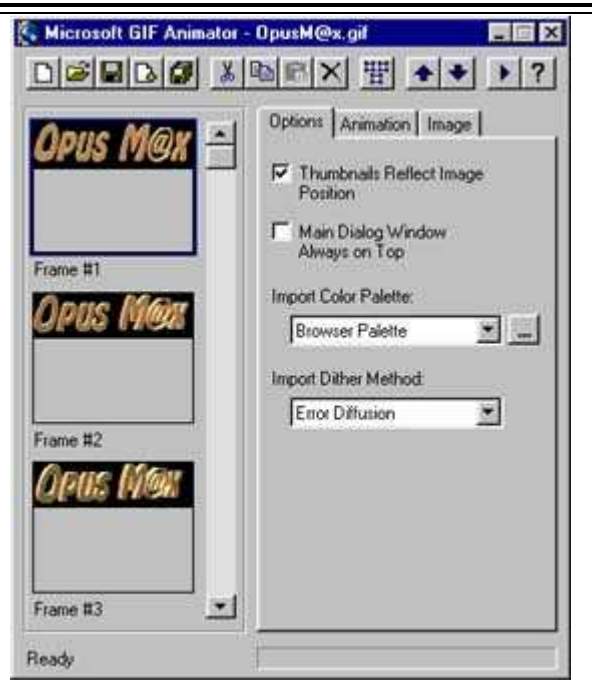 Microsoft GIF Animator - OpusM@x.gif
Options Animation Image
Opus M@x
Frame #1
Opus M@x
Frame #2
Opus M@x
Frame #3
Thumbnails Reflect Image
Position
Main Dialog Window
Always on Top
Import Color Palette:
Browser Palette
...
Import Dither Method:
Error Diffusion
Ready